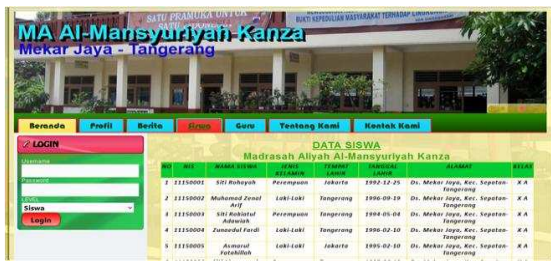 SATU PRAMUKA UNTUK
BUKTI KEPEDULIAN MASYARAKAT TERHADAP
MA Al-Mansyuriyah Kanza
Mekar Jaya - Tangerang
Beranda Profil Berita Siswa Guru Tentang Kami Kontak Kami
LOGIN
Username
Password
LEVEL
Siswa
Login
DATA SISWA
Madrasah Aliyah Al-Mansyuriyah Kanza
NO NIS NAMA SISWA JENIS KELAMIN TEMPAT LAHIR TANGGAL LAHIR ALAMAT KELAS
1 11150001 Siti Rohayah Perempuan Jakarta 1992-12-25 Ds. Mekar Jaya, Kec. Sepatan-Tangerang X A
2 11150002 Muhamad Zenal Arif Laki-Laki Tangerang 1996-09-19 Ds. Mekar Jaya, Kec. Sepatan-Tangerang X A
3 11150003 Siti Rokiatul Adawiah Perempuan Tangerang 1994-05-04 Ds. Mekar Jaya, Kec. Sepatan-Tangerang X A
4 11150004 Zunaedul Fardi Laki-Laki Tangerang 1996-02-10 Ds. Mekar Jaya, Kec. Sepatan-Tangerang X A
5 11150005 Asmarul Fatehillah Laki-Laki Jakarta 1995-02-10 Ds. Mekar Jaya, Kec. Sepatan-Tangerang X A